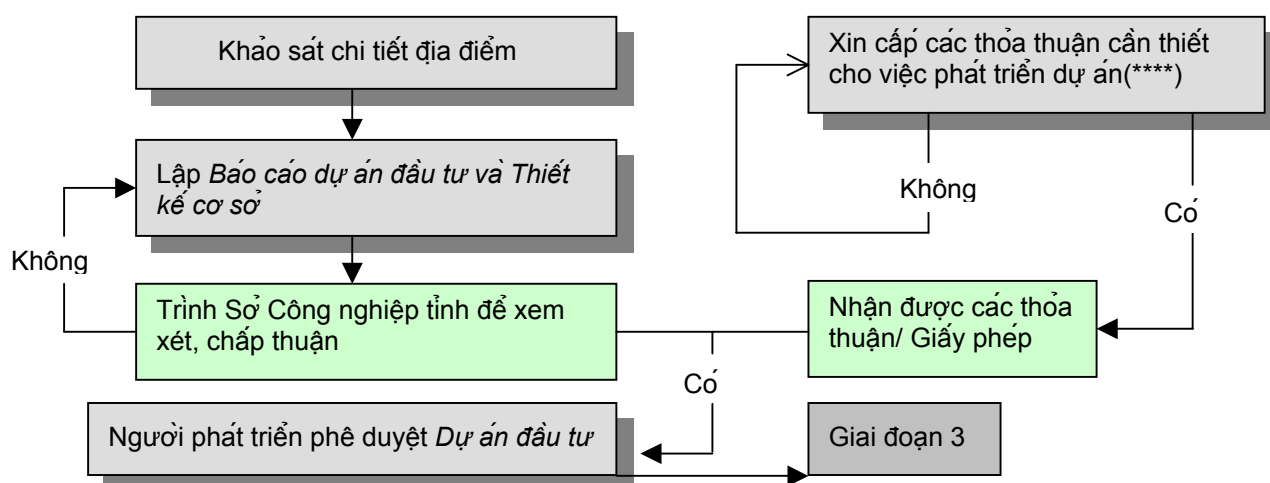 Khảo sát chi tiết địa điểm
Lập Báo cáo dự án đầu tư và Thiết
kế cơ sở
Không
Trình Sở Công nghiệp tỉnh để xem
xét, chấp thuận
Xin cấp các thỏa thuận cần thiết
cho việc phát triển dự án(****)
Không
Có
Nhận được các thỏa
thuận/ Giấy phép
Có
Người phát triển phê duyệt Dự án đầu tư
Giai đoạn 3